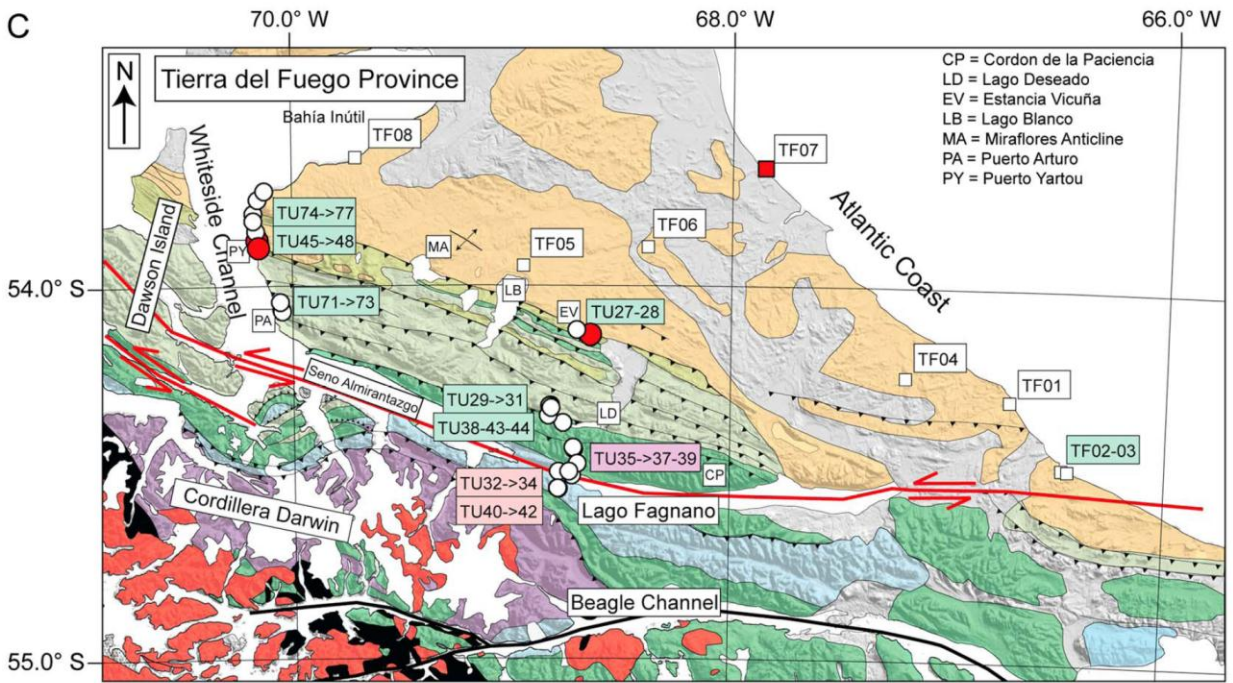 C
70.0° W
68.0° W
66.0° W
N
Tierra del Fuego Province
CP = Cordon de la Paciencia
LD = Lago Deseado
EV = Estancia Vicuña
LB = Lago Blanco
MA = Miraflores Anticline
PA = Puerto Arturo
PY = Puerto Yartou
Bahía Inútil
TF08
TF07
Whiteside Channel
Atlantic Coast
Dawson Island
TU74->77
TU45->48
PY
MA
TF05
TF06
54.0° S
TU71->73
PA
LB
EV
TU27-28
Seno Almirantazgo
TF04
TF01
TU29->31
LD
TU38-43-44
TU35->37-39
CP
TF02-03
TU32->34
TU40->42
Lago Fagnano
Cordillera Darwin
Beagle Channel
55.0° S